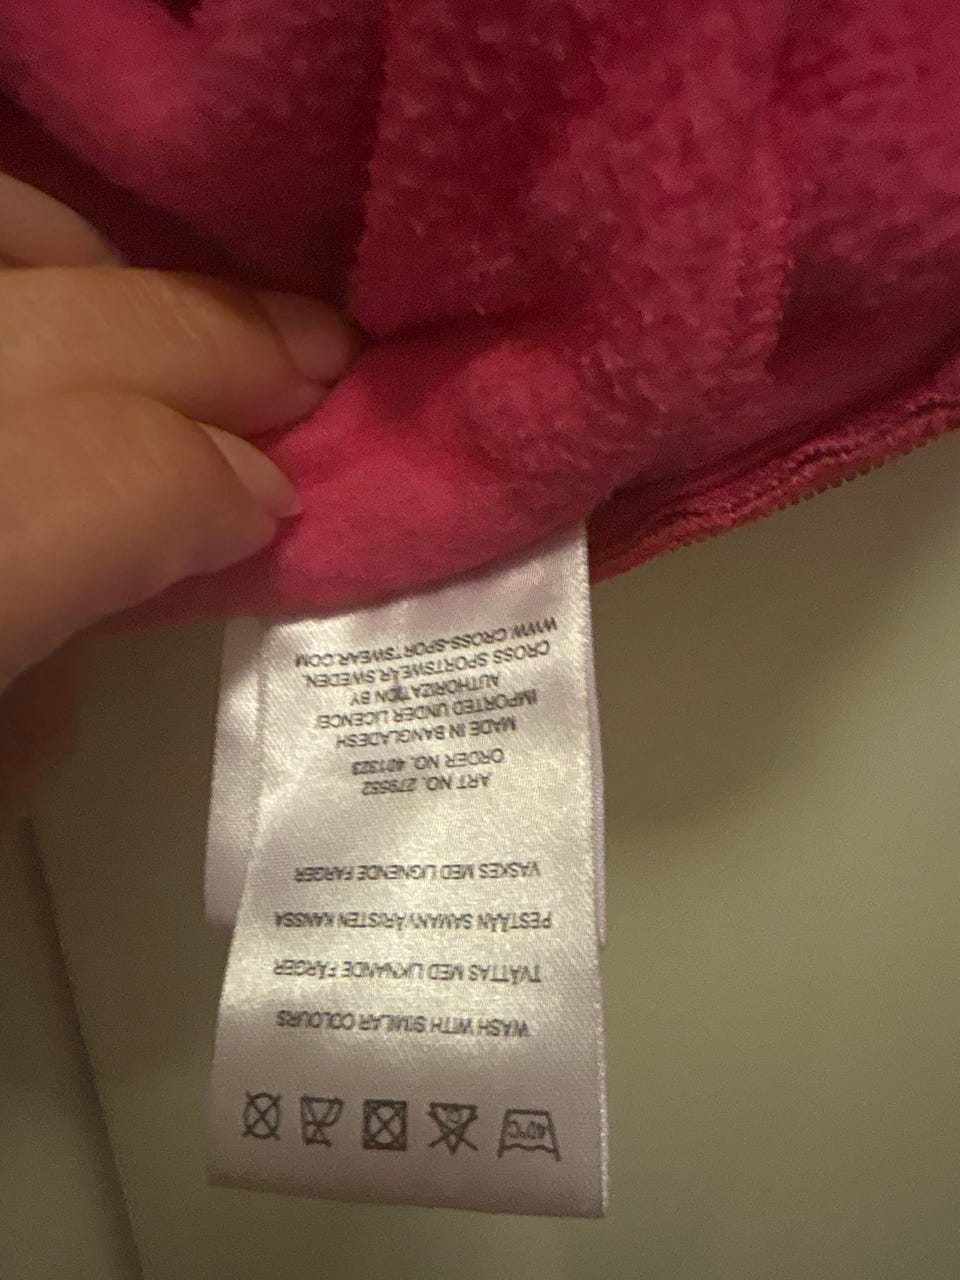 40°C
WASH WITH SIMILAR COLOURS
TVÄTTAS MED LIKNANDE FÄRGER
PESTÄÄN SAMANVÄRISTEN KANSSA
VASKES MED LIGNENDE FARGER
ART NO. 279552
ORDER NO. 401323
MADE IN BANGLADESH
IMPORTED UNDER LICENCE
AUTHORIZATION BY
CROSS SPORTSWEAR SWEDEN.
WWW.CROSS-SPORTSWEAR.COM